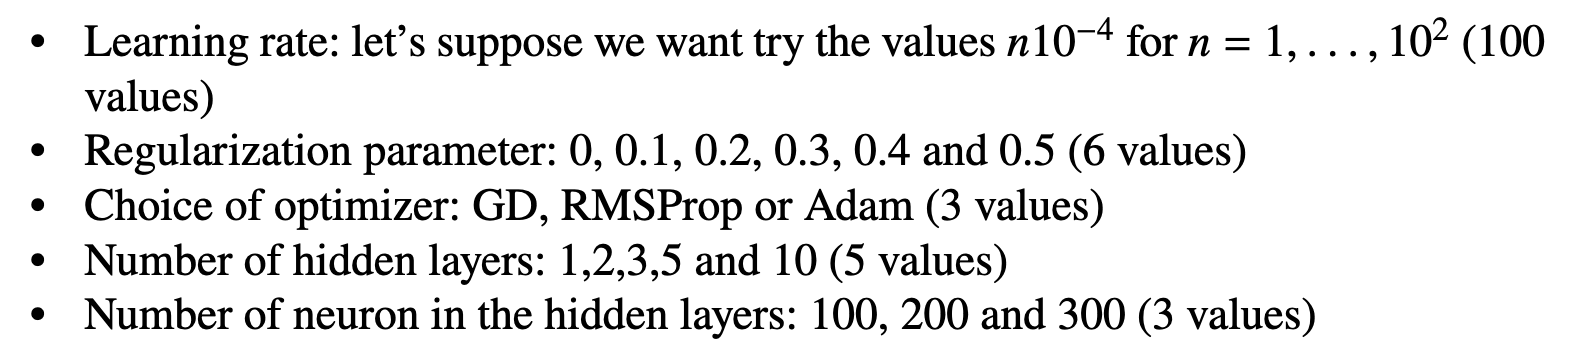 • Learning rate: let’s suppose we want try the values n10⁻⁴ for n = 1, . . . , 10² (100
values)
• Regularization parameter: 0, 0.1, 0.2, 0.3, 0.4 and 0.5 (6 values)
• Choice of optimizer: GD, RMSProp or Adam (3 values)
• Number of hidden layers: 1,2,3,5 and 10 (5 values)
• Number of neuron in the hidden layers: 100, 200 and 300 (3 values)